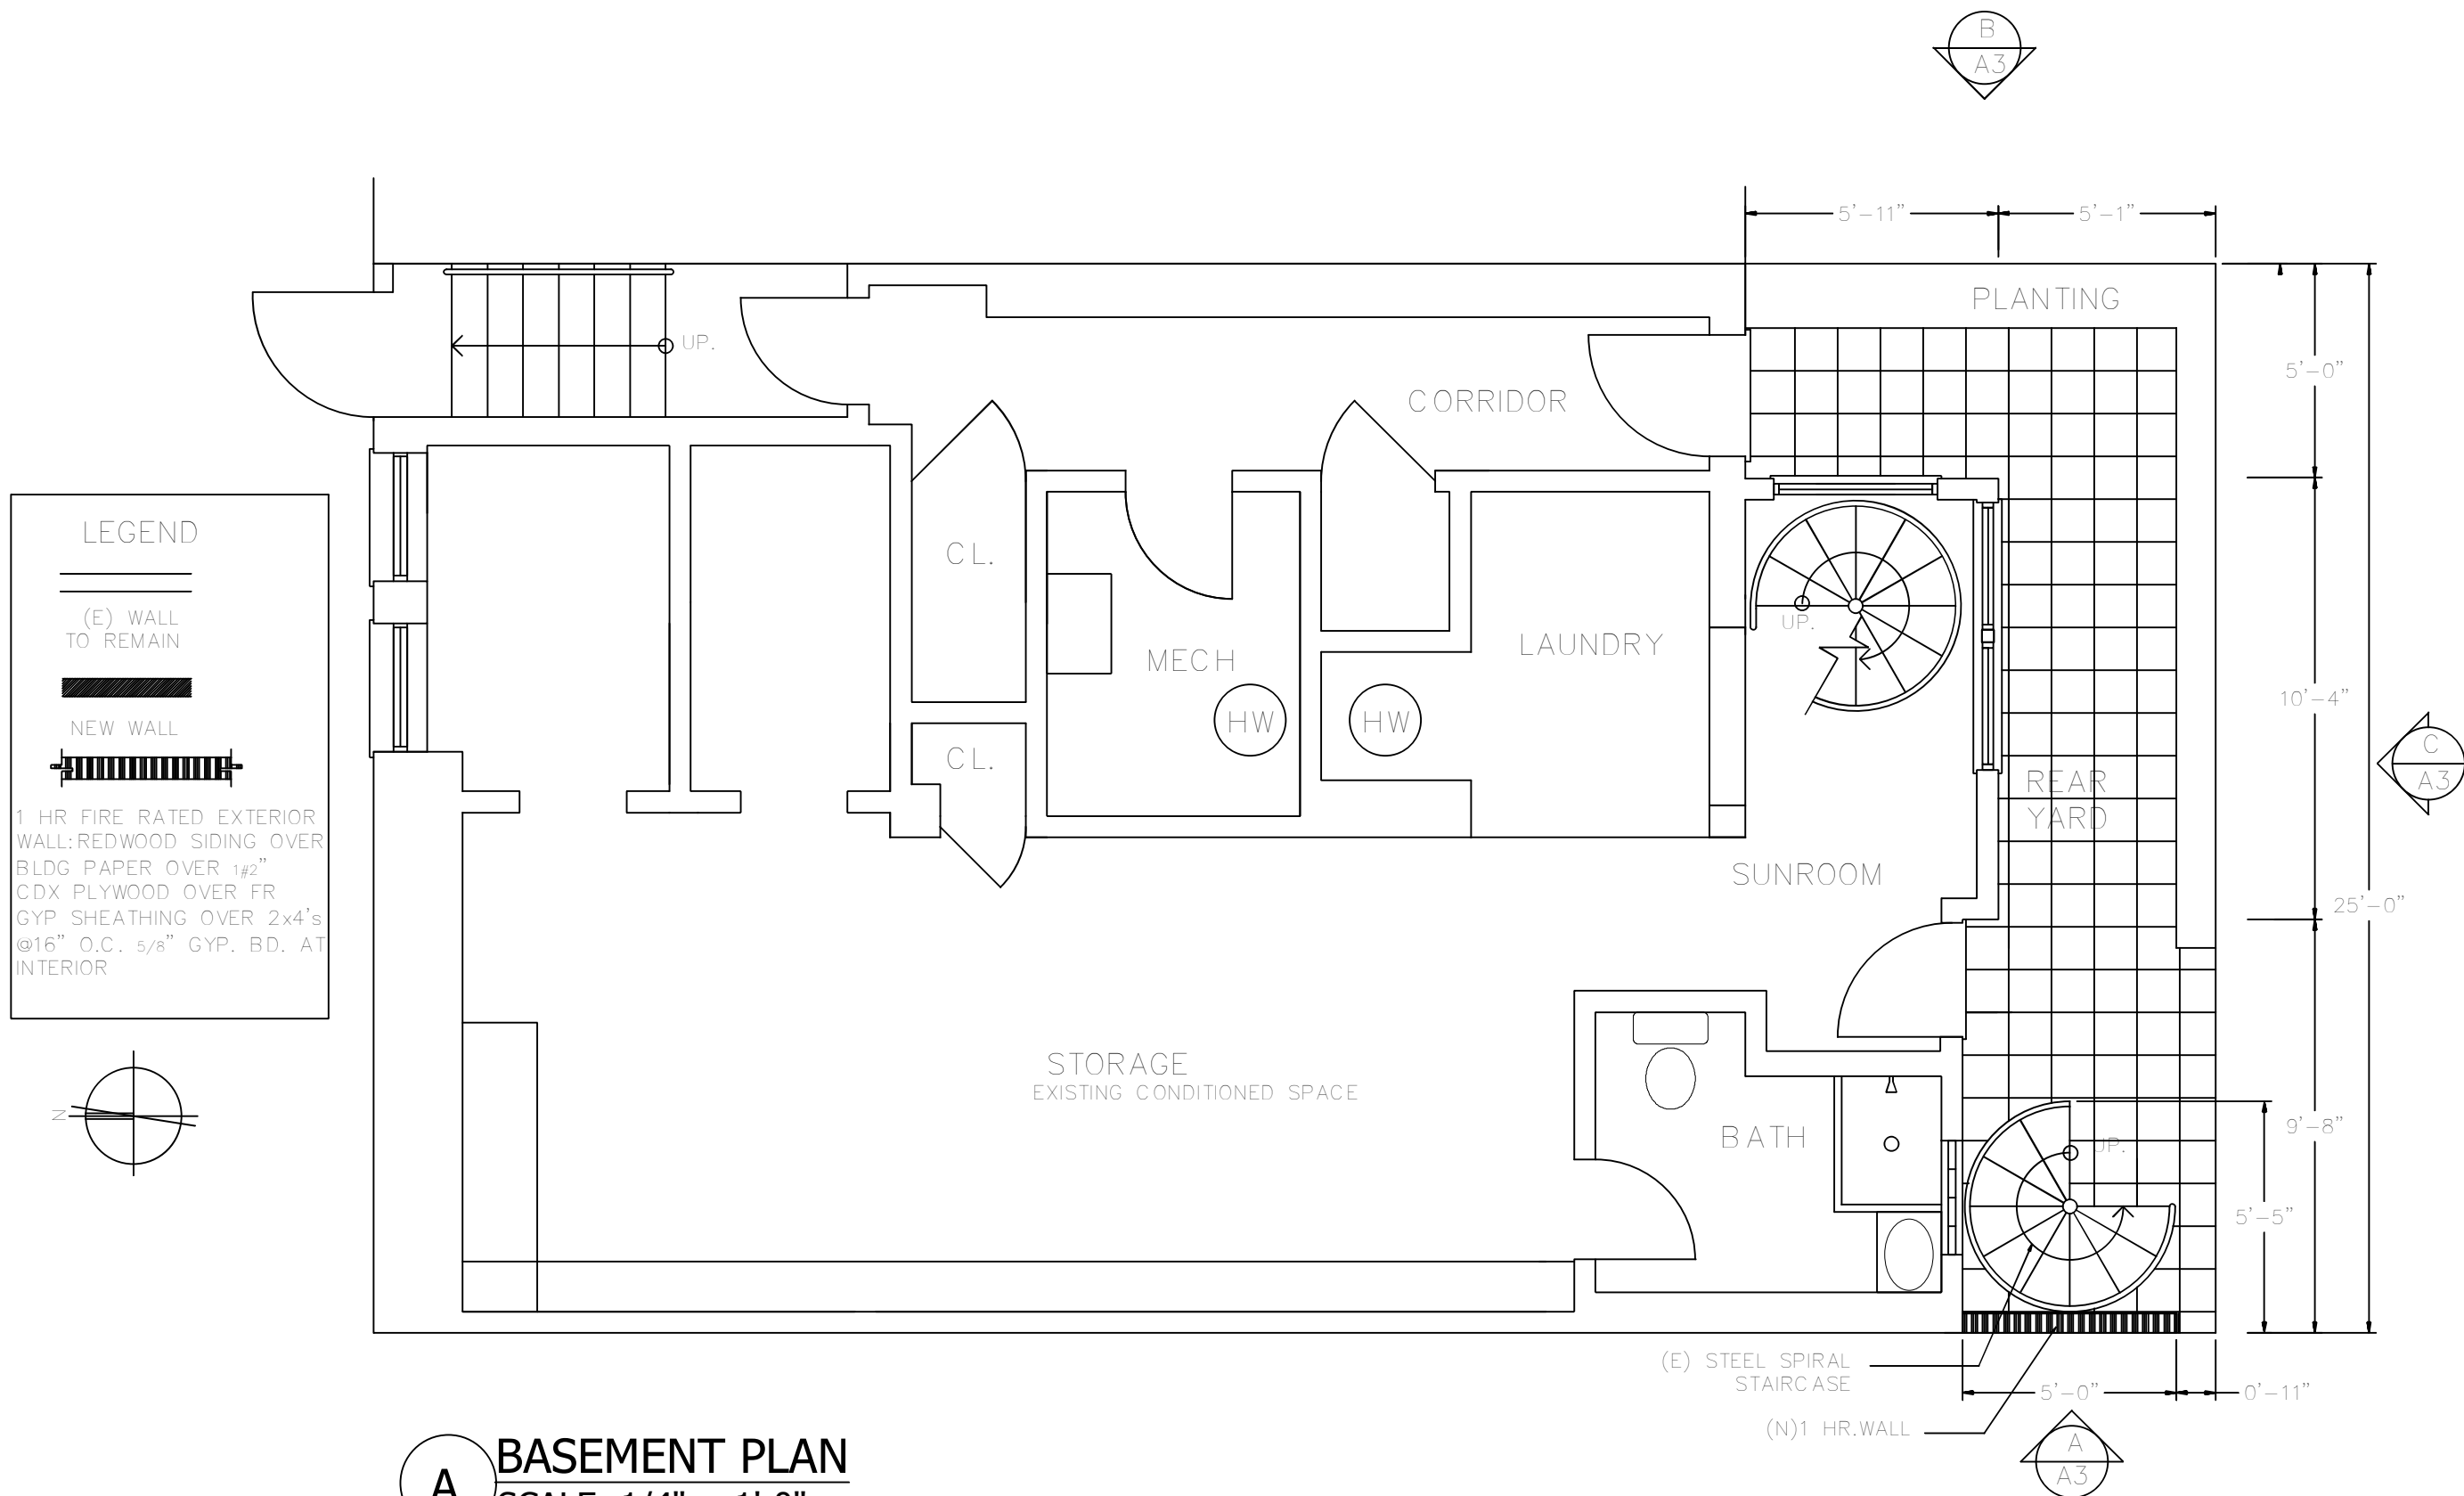 B
A3
5'-11"
5'-1"
PLANTING
UP.
5'-0"
CORRIDOR
LEGEND
(E) WALL
TO REMAIN
NEW WALL
1 HR FIRE RATED EXTERIOR
WALL:REDWOOD SIDING OVER
BLDG PAPER OVER 1#2"
CDX PLYWOOD OVER FR
GYP SHEATHING OVER 2x4's
@16" O.C. 5/8" GYP. BD. AT
INTERIOR
CL.
UP.
LAUNDRY
MECH
10'-4"
HW
HW
CL.
C
A3
REAR
YARD
SUNROOM
25'-0"
STORAGE
EXISTING CONDITIONED SPACE
N
BATH
UP.
9'-8"
5'-5"
(E) STEEL SPIRAL
STAIRCASE
5'-0"
0'-11"
(N)1 HR.WALL
A
A3
A
BASEMENT PLAN